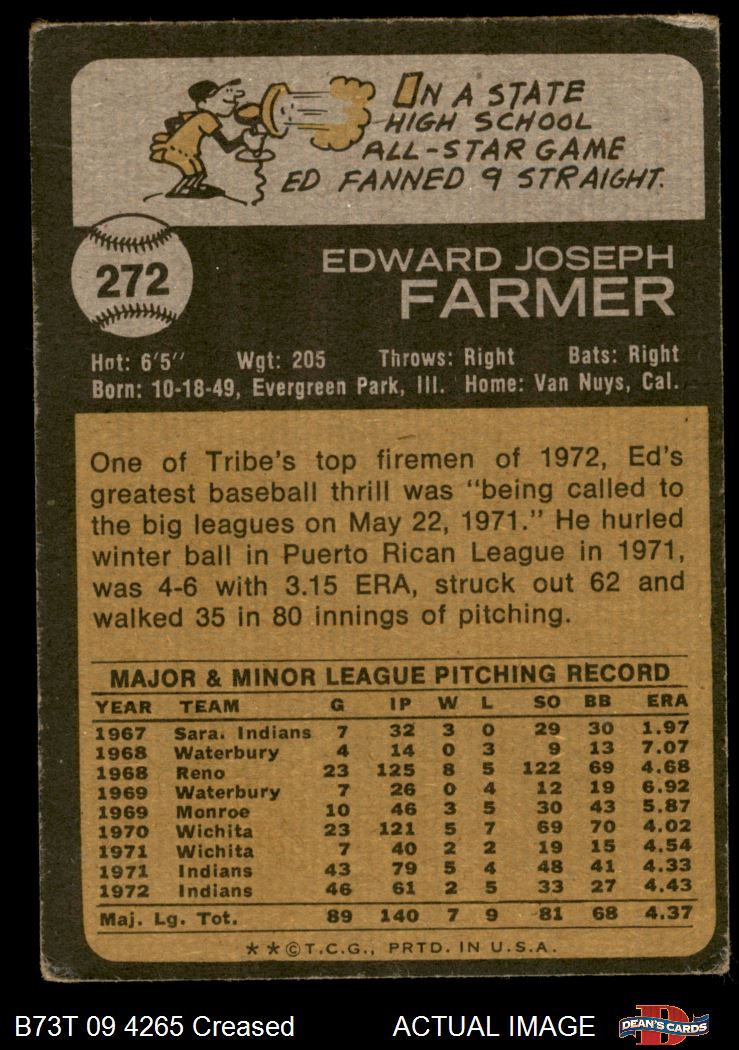 ON A STATE
HIGH SCHOOL
ALL-STAR GAME
ED FANNED 9 STRAIGHT.
272
EDWARD JOSEPH
FARMER
Hgt: 6'5" Wgt: 205 Throws: Right Bats: Right
Born: 10-18-49, Evergreen Park, Ill. Home: Van Nuys, Cal.
One of Tribe's top firemen of 1972, Ed's
greatest baseball thrill was "being called to
the big leagues on May 22, 1971." He hurled
winter ball in Puerto Rican League in 1971,
was 4-6 with 3.15 ERA, struck out 62 and
walked 35 in 80 innings of pitching.
MAJOR & MINOR LEAGUE PITCHING RECORD
YEAR TEAM G IP W L SO BB ERA
1967 Sara. Indians 7 32 3 0 29 30 1.97
1968 Waterbury 4 14 0 3 9 13 7.07
1968 Reno 23 125 8 5 122 69 4.68
1969 Waterbury 7 26 0 4 12 19 6.92
1969 Monroe 10 46 3 5 30 43 5.87
1970 Wichita 23 121 5 7 69 70 4.02
1971 Wichita 7 40 2 2 19 15 4.54
1971 Indians 43 79 5 4 48 41 4.33
1972 Indians 46 61 2 5 33 27 4.43
Maj. Lg. Tot. 89 140 7 9 81 68 4.37
**©T.C.G., PRTD. IN U.S.A.
B73T 09 4265 Creased ACTUAL IMAGE
D
DEAN'S CARDS